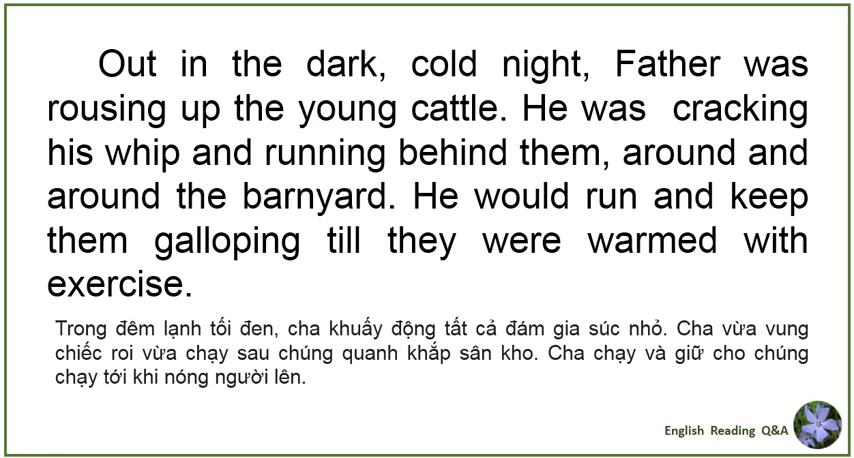 Out in the dark, cold night, Father was
rousing up the young cattle. He was cracking
his whip and running behind them, around and
around the barnyard. He would run and keep
them galloping till they were warmed with
exercise.
Trong đêm lạnh tối đen, cha khuấy động tất cả đám gia súc nhỏ. Cha vừa vung
chiếc roi vừa chạy sau chúng quanh khắp sân kho. Cha chạy và giữ cho chúng
chạy tới khi nóng người lên.
English Reading Q&A